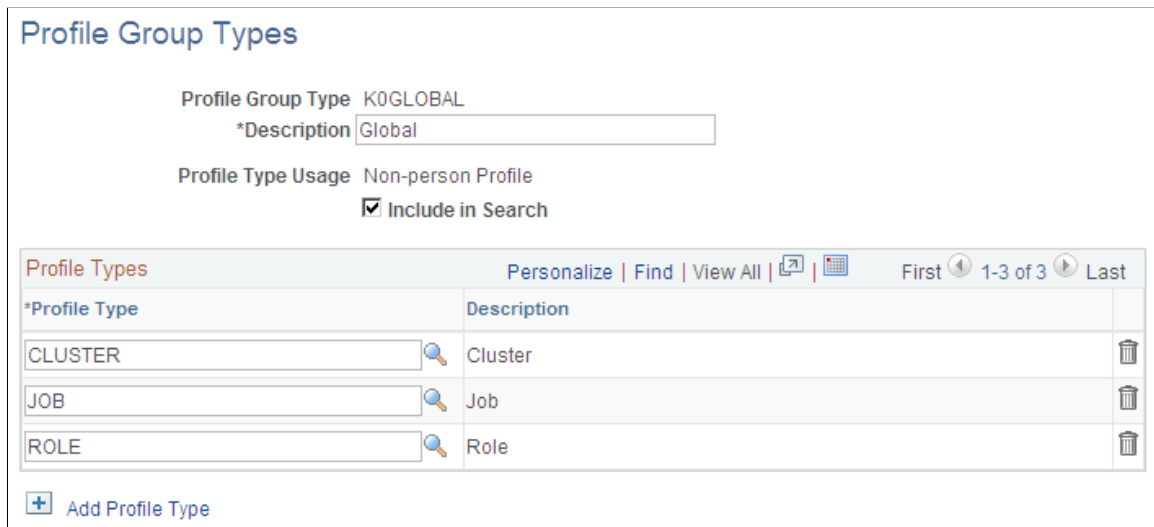 Profile Group Types
Profile Group Type K0GLOBAL
*Description Global
Profile Type Usage Non-person Profile
Include in Search
Profile Types Personalize | Find | View All | | First 1-3 of 3 Last
*Profile Type Description
CLUSTER Cluster
JOB Job
ROLE Role
Add Profile Type